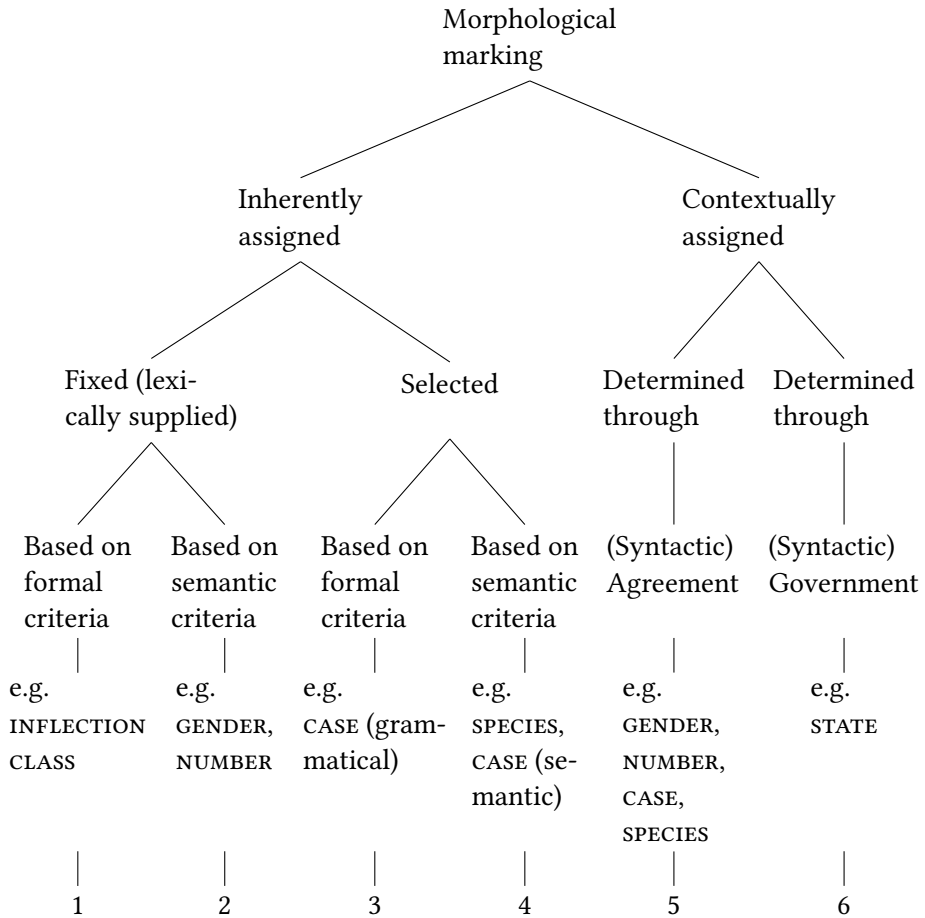 Morphological
marking
Inherently
assigned
Contextually
assigned
Fixed (lexi-
cally supplied)
Selected
Determined
through
Determined
through
Based on
formal
criteria
Based on
semantic
criteria
Based on
formal
criteria
Based on
semantic
criteria
(Syntactic)
Agreement
(Syntactic)
Government
e.g.
INFLECTION
CLASS
e.g.
GENDER,
NUMBER
e.g.
CASE (gram-
matical)
e.g.
SPECIES,
CASE (se-
mantic)
e.g.
GENDER,
NUMBER,
CASE,
SPECIES
e.g.
STATE
1
2
3
4
5
6